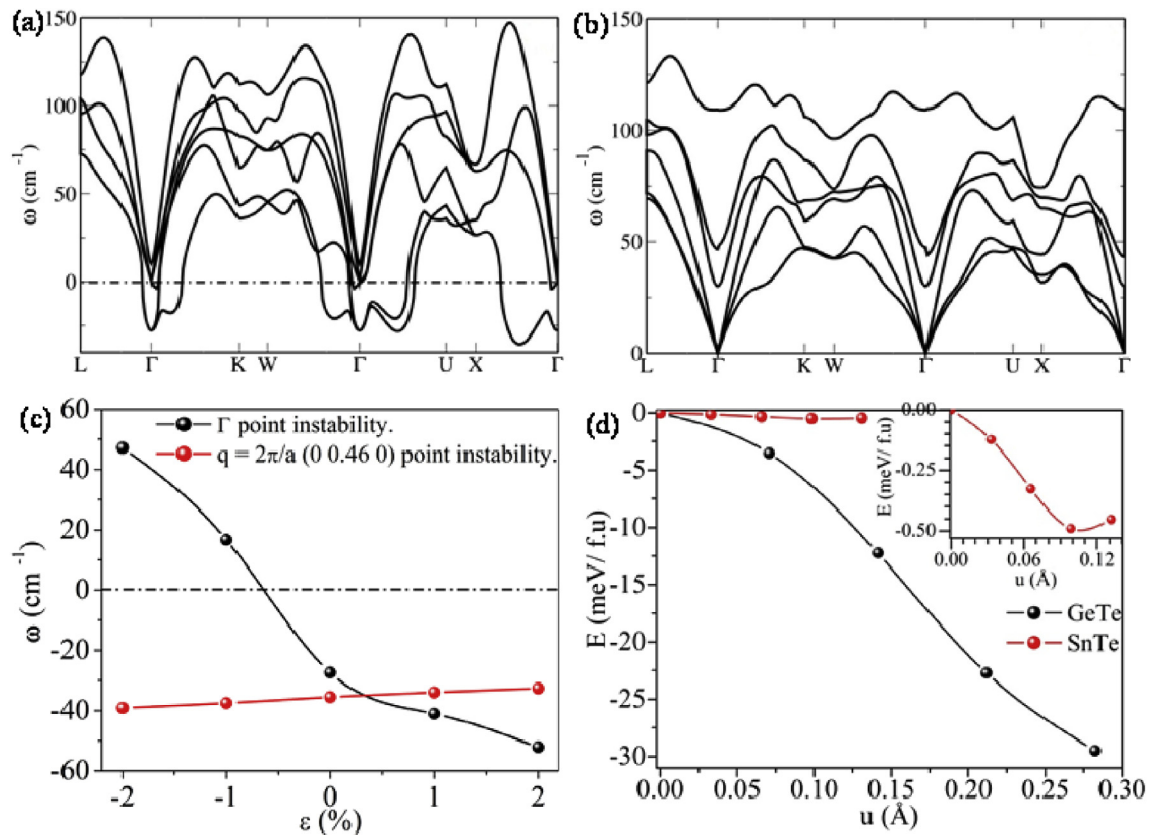 (a)
150
100
50
0
ω (cm -1)
L Γ K W Γ U X Γ
(b)
150
100
50
0
ω (cm -1)
L Γ K W Γ U X Γ
(c)
60
40
20
0
-20
-40
-60
ω (cm -1)
Γ point instability.
q = 2π/a (0 0.46 0) point instability.
-2 -1 0 1 2
ε (%)
(d)
0
-5
-10
-15
-20
-25
-30
E (meV/ f.u)
GeTe
SnTe
0.00 0.05 0.10 0.15 0.20 0.25 0.30
u (Å)
0.00
-0.25
-0.50
E (meV/ f.u)
0.00 0.06 0.12
u (Å)